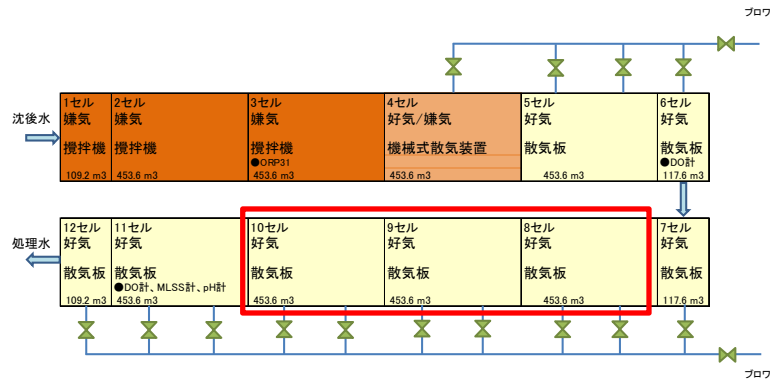 ブロワ
1セル
嫌気
攪拌機
109.2 m3
2セル
嫌気
攪拌機
453.6 m3
3セル
嫌気
攪拌機
●ORP31
453.6 m3
4セル
好気/嫌気
機械式散気装置
453.6 m3
5セル
好気
散気板
453.6 m3
6セル
好気
散気板
●DO計
117.6 m3
沈後水
処理水
12セル
好気
散気板
109.2 m3
11セル
好気
散気板
●DO計、MLSS計、pH計
453.6 m3
10セル
好気
散気板
453.6 m3
9セル
好気
散気板
453.6 m3
8セル
好気
散気板
453.6 m3
7セル
好気
散気板
117.6 m3
ブロワ